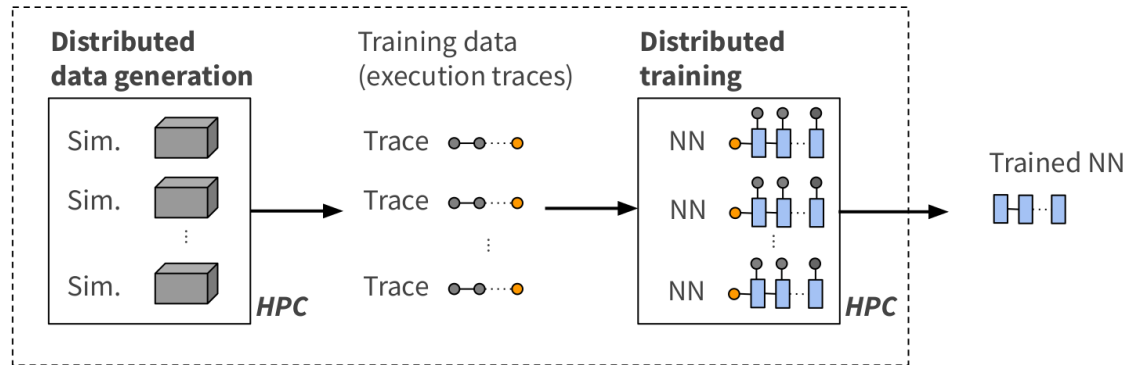 Distributed
data generation
Sim.
Sim.
Sim.
HPC
Training data
(execution traces)
Trace
Trace
Trace
Distributed
training
NN
NN
NN
HPC
Trained NN